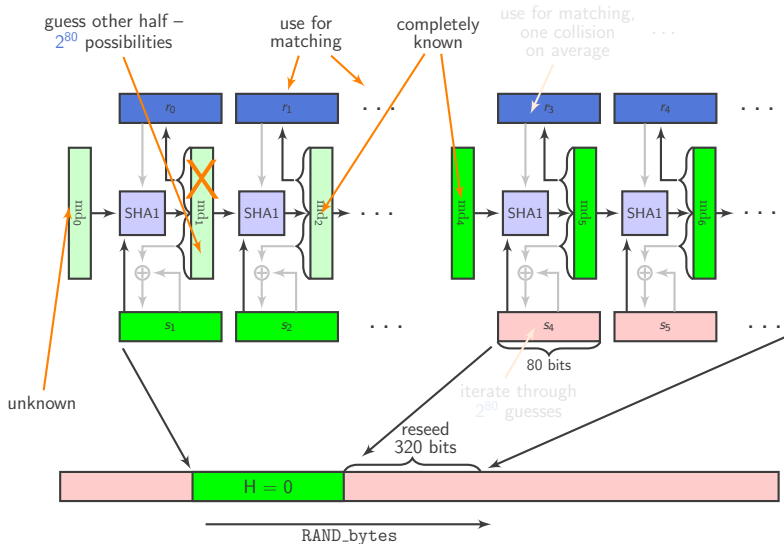 guess other half –
2^80 possibilities
use for
matching
completely
known
use for matching,
one collision
on average
· · ·
r0
r1
· · ·
r3
r4
· · ·
md0
SHA1
md1
SHA1
md2
· · ·
md4
SHA1
md5
SHA1
md6
· · ·
s1
s2
· · ·
s4
s5
· · ·
80 bits
unknown
iterate through
2^80 guesses
reseed
320 bits
H = 0
RAND_bytes